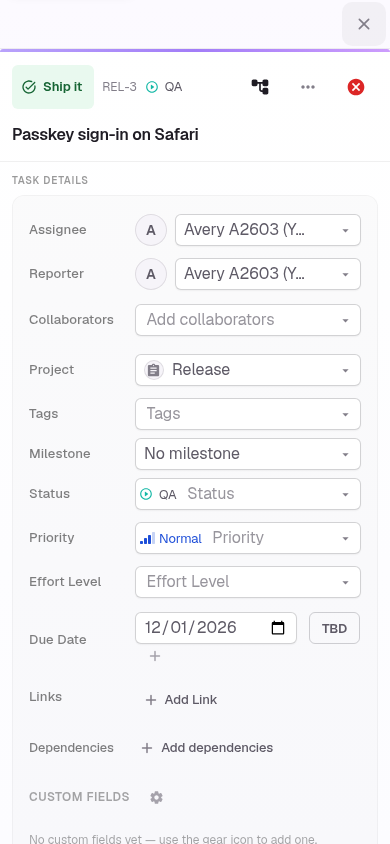 Ship it REL-3 QA
Passkey sign-in on Safari
TASK DETAILS
Assignee A Avery A2603 (Y...
Reporter A Avery A2603 (Y...
Collaborators Add collaborators
Project Release
Tags Tags
Milestone No milestone
Status QA Status
Priority Normal Priority
Effort Level Effort Level
Due Date 12/01/2026 TBD
Links Add Link
Dependencies Add dependencies
CUSTOM FIELDS
No custom fields yet — use the gear icon to add one.